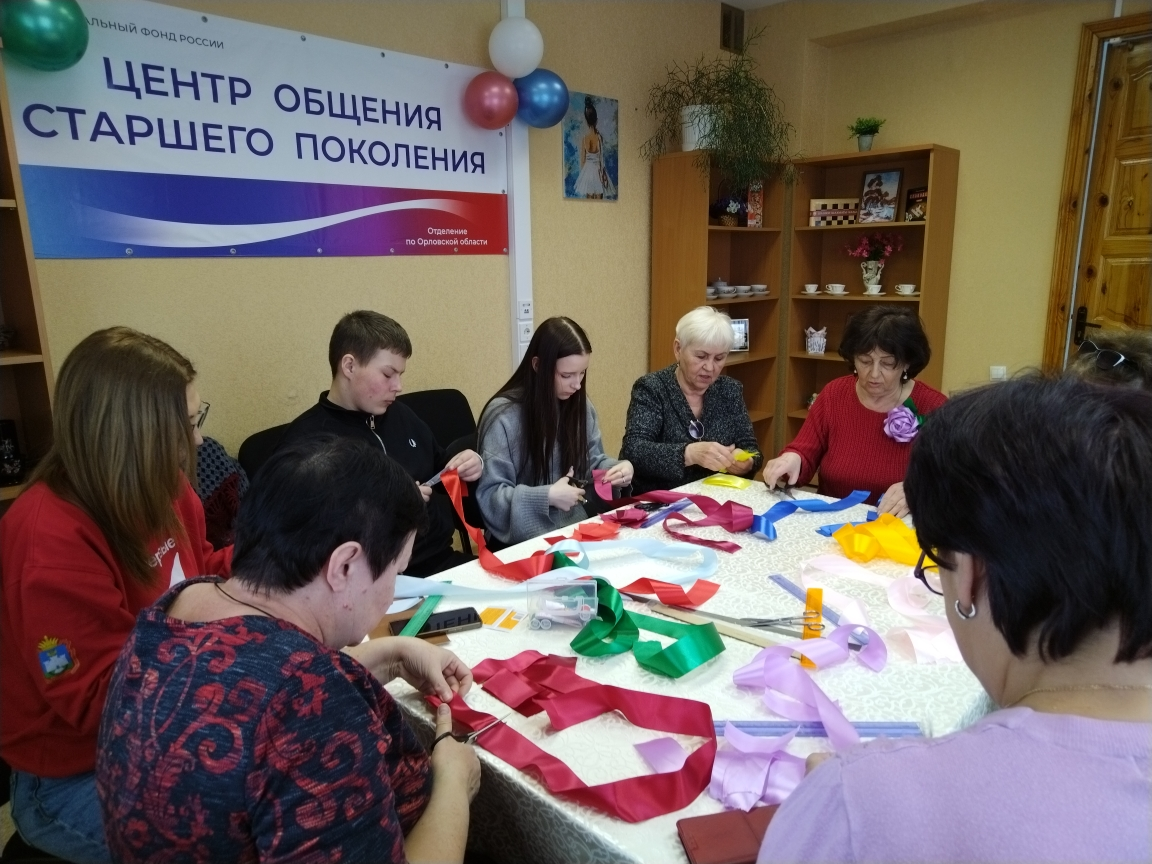 АЛЬНЫЙ ФОНД РОССИИ
ЦЕНТР ОБЩЕНИЯ
СТАРШЕГО ПОКОЛЕНИЯ
Отделение
по Орловской области